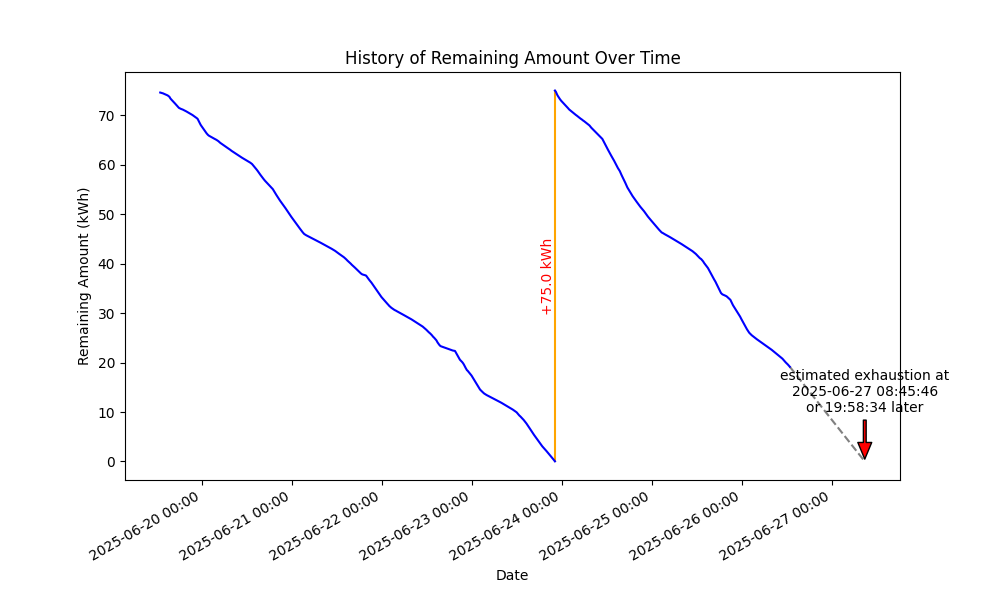 History of Remaining Amount Over Time
Remaining Amount (kWh)
70
60
50
40
30
20
10
0
+75.0 kWh
estimated exhaustion at
2025-06-27 08:45:46
or 19:58:34 later
2025-06-20 00:00
2025-06-21 00:00
2025-06-22 00:00
2025-06-23 00:00
2025-06-24 00:00
2025-06-25 00:00
2025-06-26 00:00
2025-06-27 00:00
Date